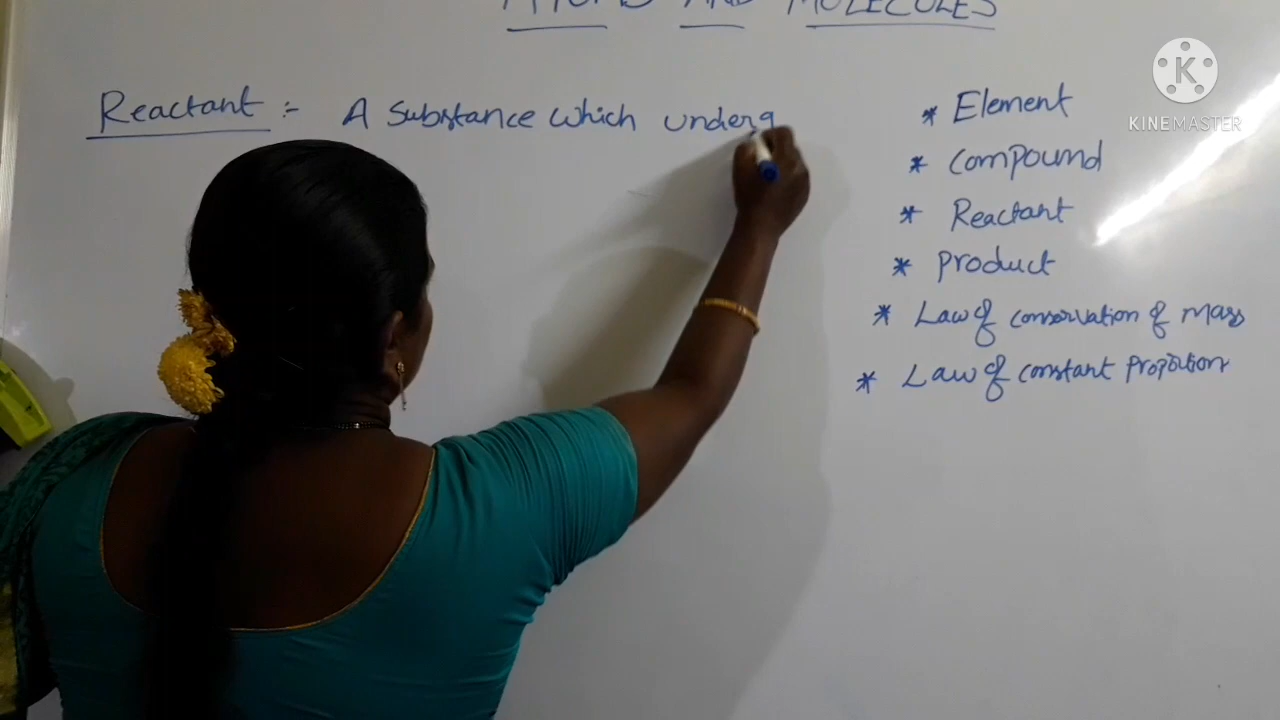 ATOMS AND MOLECULES
Reactant :- A Substance which underg
* Element
* Compound
* Reactant
* Product
* Law of conservation of Mass
* Law of constant Proportion
K
KINEMASTER